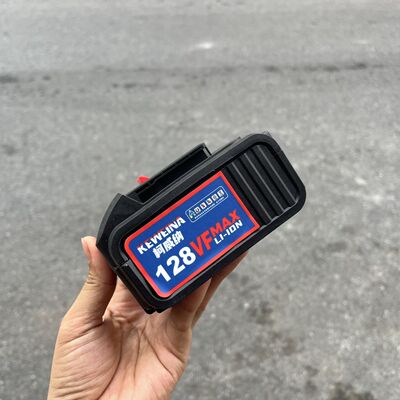 KEWEINA
柯威纳
128VFMAX
LI-ION